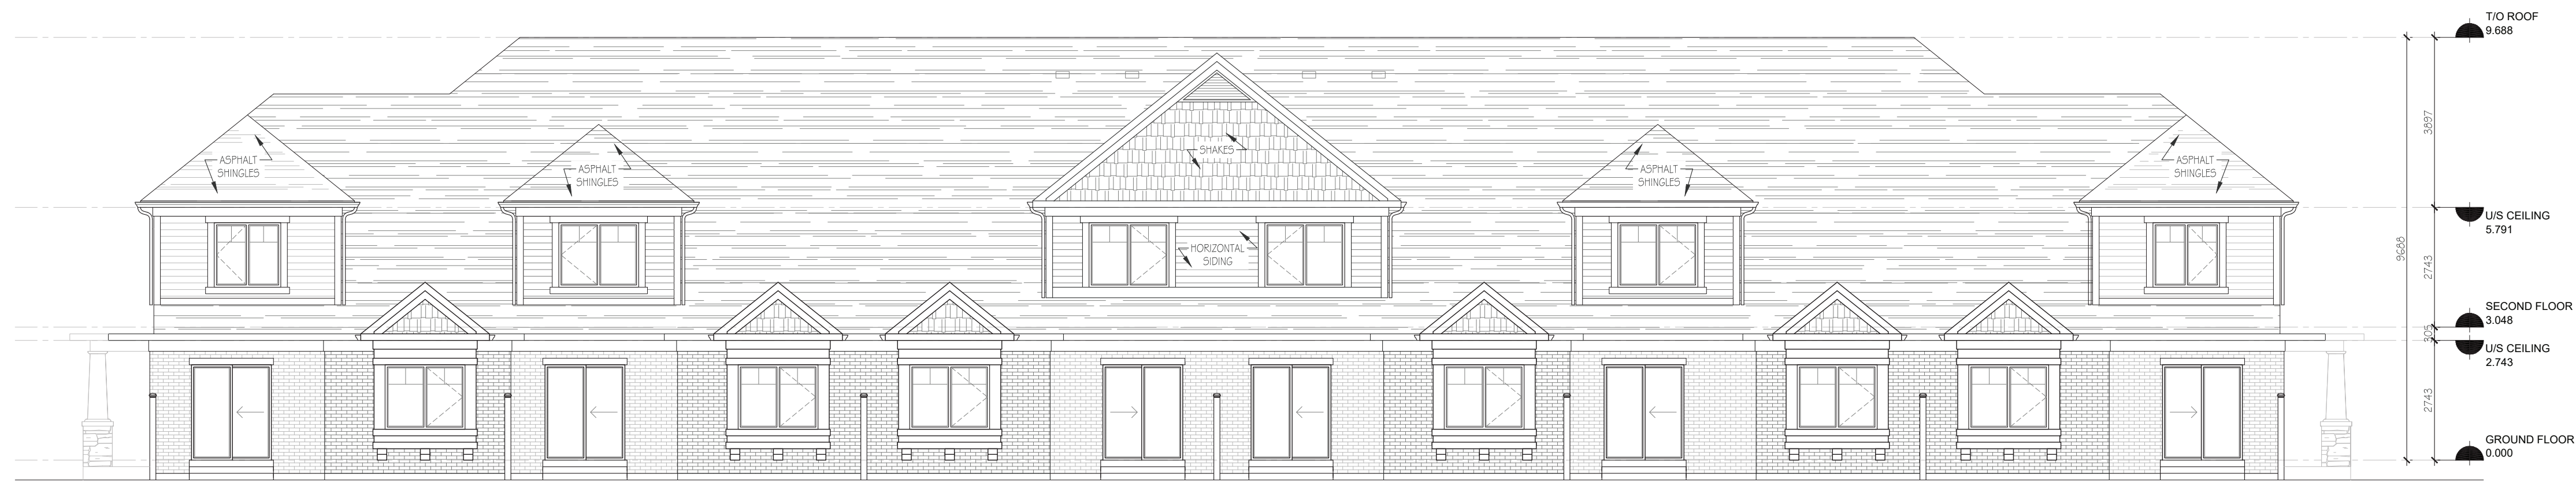 T/O ROOF
9.688
3897
ASPHALT
SHINGLES
ASPHALT
SHINGLES
SHAKES
ASPHALT
SHINGLES
ASPHALT
SHINGLES
U/S CEILING
5.791
HORIZONTAL
SIDING
9688
2743
SECOND FLOOR
3.048
305
U/S CEILING
2.743
2743
GROUND FLOOR
0.000